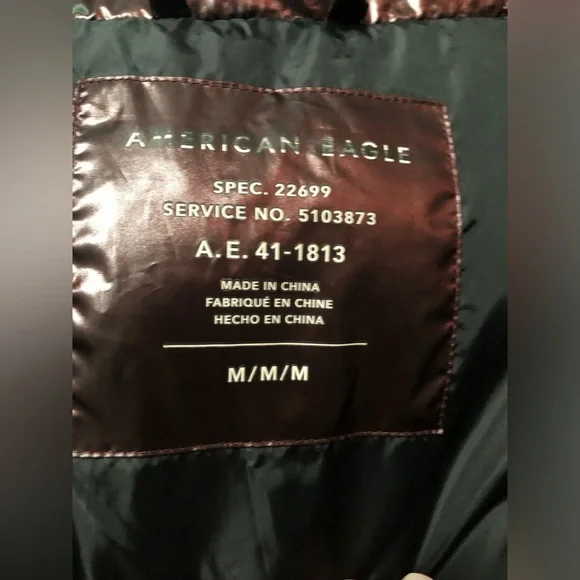 AMERICAN EAGLE
SPEC. 22699
SERVICE NO. 5103873
A.E. 41-1813
MADE IN CHINA
FABRIQUÉ EN CHINE
HECHO EN CHINA
M/M/M